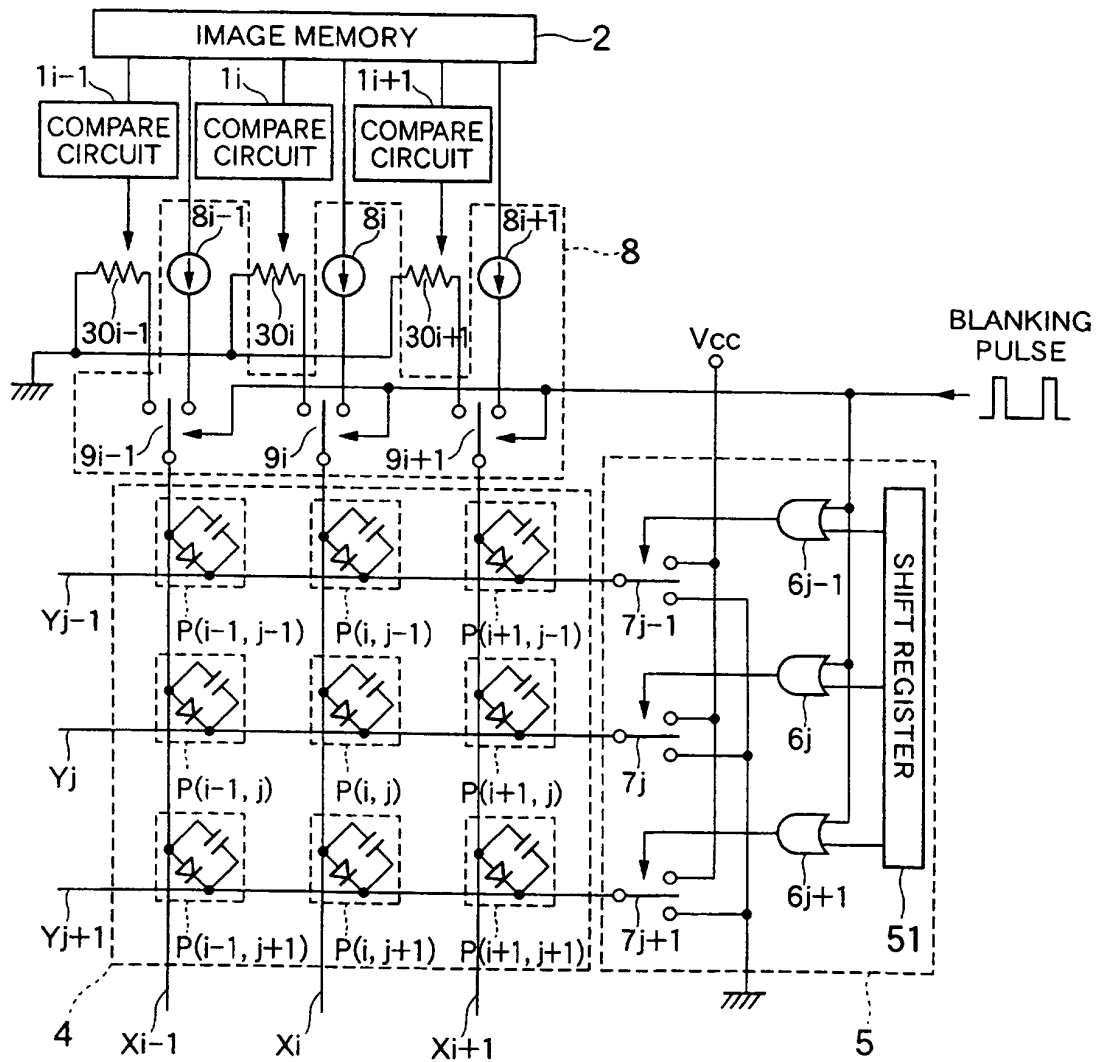 IMAGE MEMORY
2
1i-1
1i
1i+1
COMPARE
CIRCUIT
COMPARE
CIRCUIT
COMPARE
CIRCUIT
8i-1
8i
8i+1
8
30i-1
30i
30i+1
BLANKING
PULSE
Vcc
9i-1
9i
9i+1
6j-1
Yj-1
P(i-1, j-1)
P(i, j-1)
P(i+1, j-1)
7j-1
SHIFT REGISTER
6j
Yj
P(i-1, j)
P(i, j)
P(i+1, j)
7j
6j+1
Yj+1
P(i-1, j+1)
P(i, j+1)
P(i+1, j+1)
7j+1
51
4
Xi-1
Xi
Xi+1
5